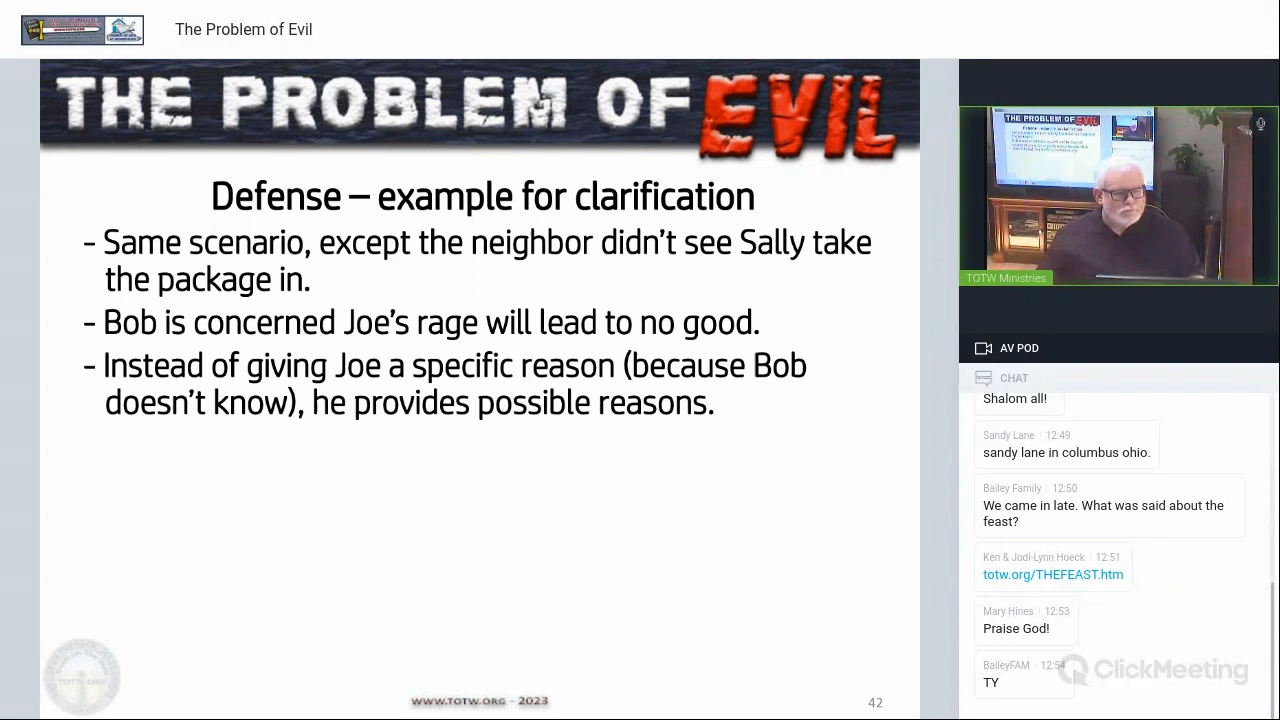 The Problem of Evil
THE PROBLEM OF EVIL
Defense – example for clarification
- Same scenario, except the neighbor didn't see Sally take
the package in.
- Bob is concerned Joe's rage will lead to no good.
- Instead of giving Joe a specific reason (because Bob
doesn't know), he provides possible reasons.
WWW.TOTW.ORG - 2023
42
THE PROBLEM OF EVIL
TOTW Ministries
AV POD
CHAT
Shalom all!
Sandy Lane 12:49
sandy lane in columbus ohio.
Bailey Family 12:50
We came in late. What was said about the
feast?
Ken & Jodi-Lynn Hoeck 12:51
totw.org/THEFEAST.htm
Mary Hines 12:53
Praise God!
BaileyFAM 12:54
TY
ClickMeeting